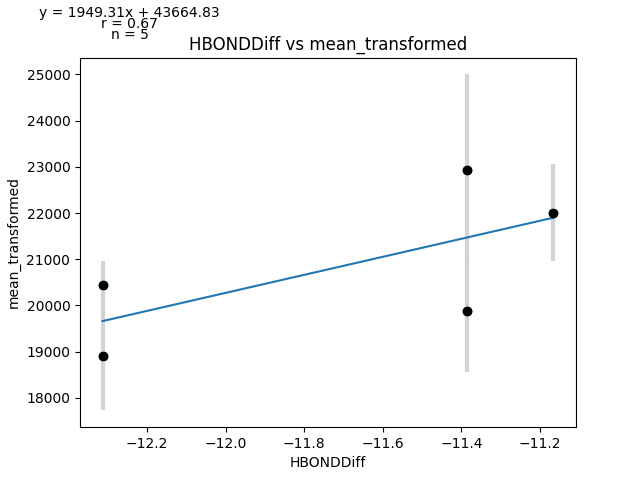 y = 1949.31x + 43664.83
r = 0.67
n = 5
HBONDDiff vs mean_transformed
25000
24000
23000
22000
21000
20000
19000
18000
mean_transformed
−12.2
−12.0
−11.8
−11.6
−11.4
−11.2
HBONDDiff